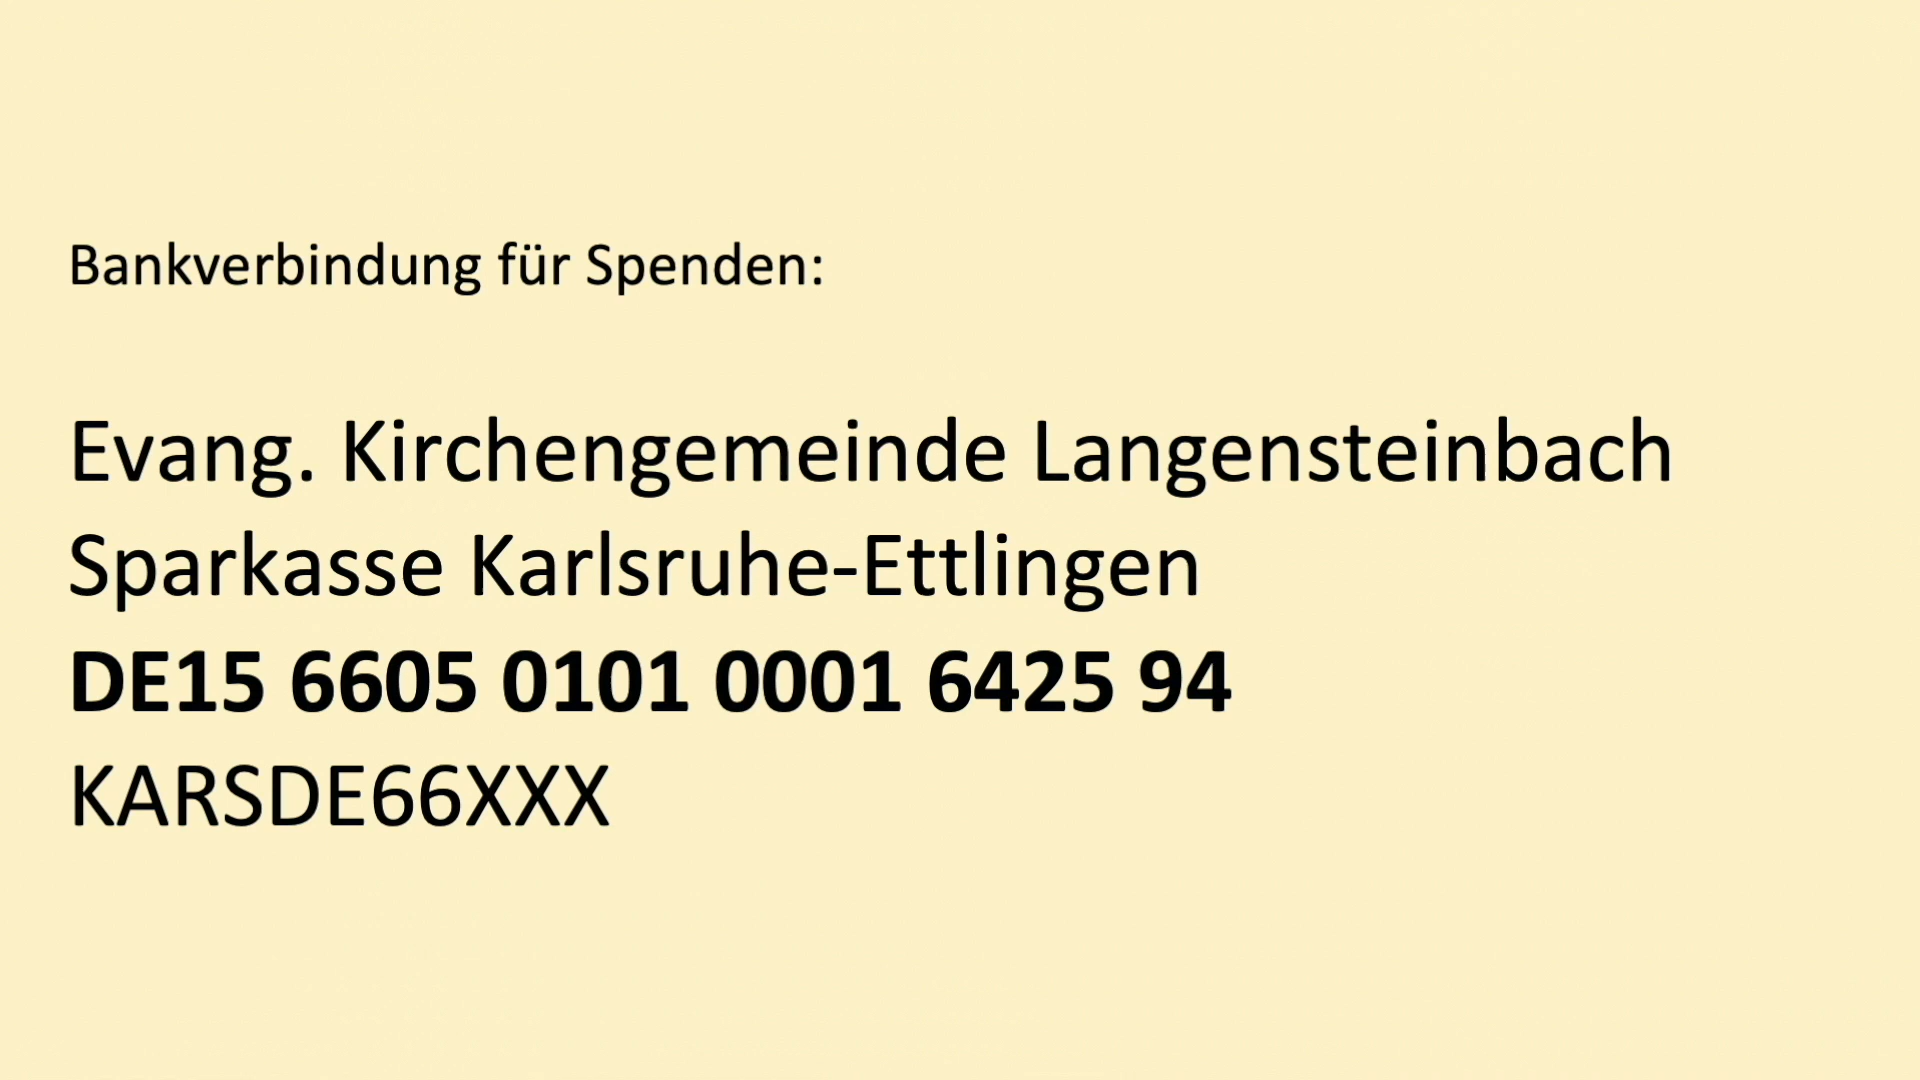 Bankverbindung für Spenden:
Evang. Kirchengemeinde Langensteinbach
Sparkasse Karlsruhe-Ettlingen
DE15 6605 0101 0001 6425 94
KARSDE66XXX